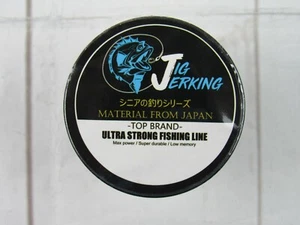 JIG
JERKING
シニアの釣りシリーズ
MATERIAL FROM JAPAN
-TOP BRAND-
ULTRA STRONG FISHING LINE
Max power / Super durable / Low memory